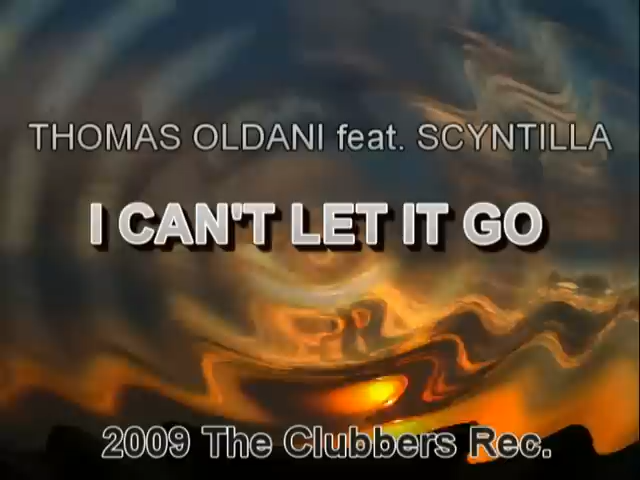 THOMAS OLDANI feat. SCYNTILLA
I CAN'T LET IT GO
2009 The Clubbers Rec.